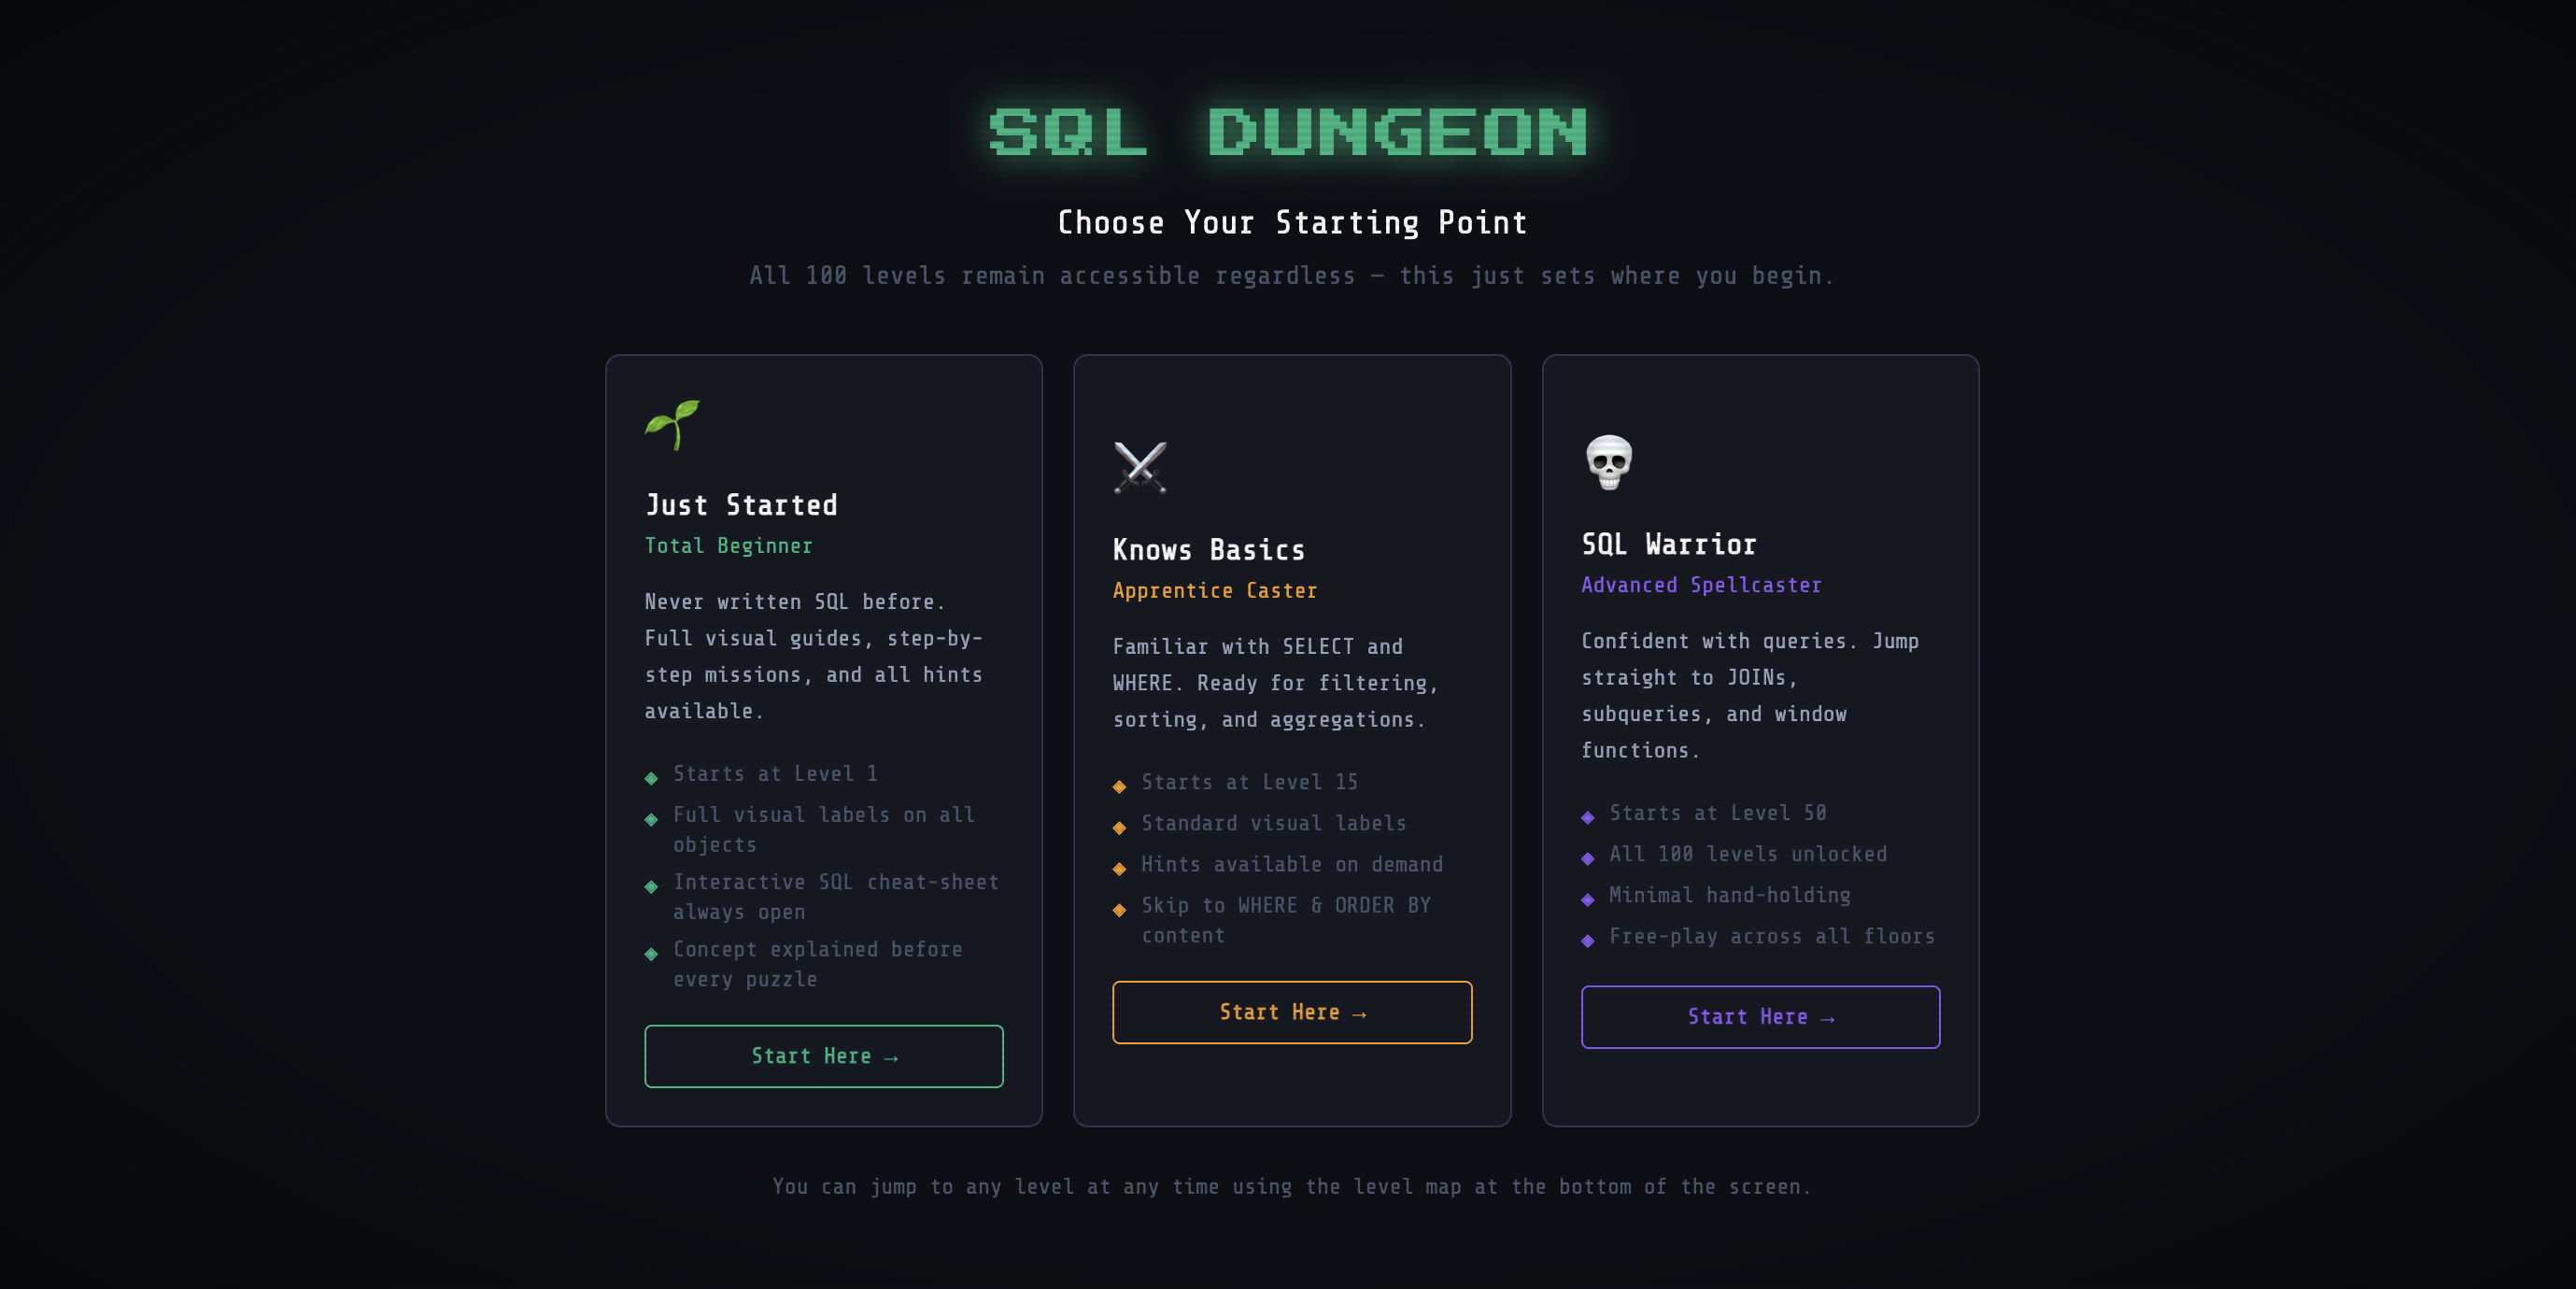 SQL DUNGEON
Choose Your Starting Point
All 100 levels remain accessible regardless — this just sets where you begin.
Just Started
Total Beginner
Never written SQL before.
Full visual guides, step-by-
step missions, and all hints
available.
◈ Starts at Level 1
◈ Full visual labels on all
objects
◈ Interactive SQL cheat-sheet
always open
◈ Concept explained before
every puzzle
Start Here →
Knows Basics
Apprentice Caster
Familiar with SELECT and
WHERE. Ready for filtering,
sorting, and aggregations.
◈ Starts at Level 15
◈ Standard visual labels
◈ Hints available on demand
◈ Skip to WHERE & ORDER BY
content
Start Here →
SQL Warrior
Advanced Spellcaster
Confident with queries. Jump
straight to JOINs,
subqueries, and window
functions.
◈ Starts at Level 50
◈ All 100 levels unlocked
◈ Minimal hand-holding
◈ Free-play across all floors
Start Here →
You can jump to any level at any time using the level map at the bottom of the screen.